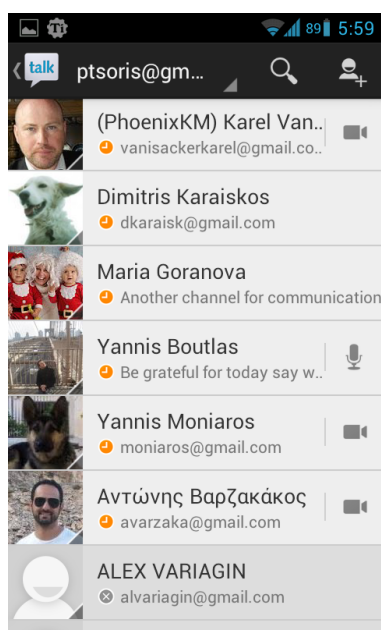 89 5:59
talk ptsoris@gm...
(PhoenixKM) Karel Van..
vanisackerkarel@gmail.co..
Dimitris Karaiskos
dkaraisk@gmail.com
Maria Goranova
Another channel for communication
Yannis Boutlas
Be grateful for today say w..
Yannis Moniaros
moniaros@gmail.com
Αντώνης Βαρζακάκος
avarzaka@gmail.com
ALEX VARIAGIN
alvariagin@gmail.com